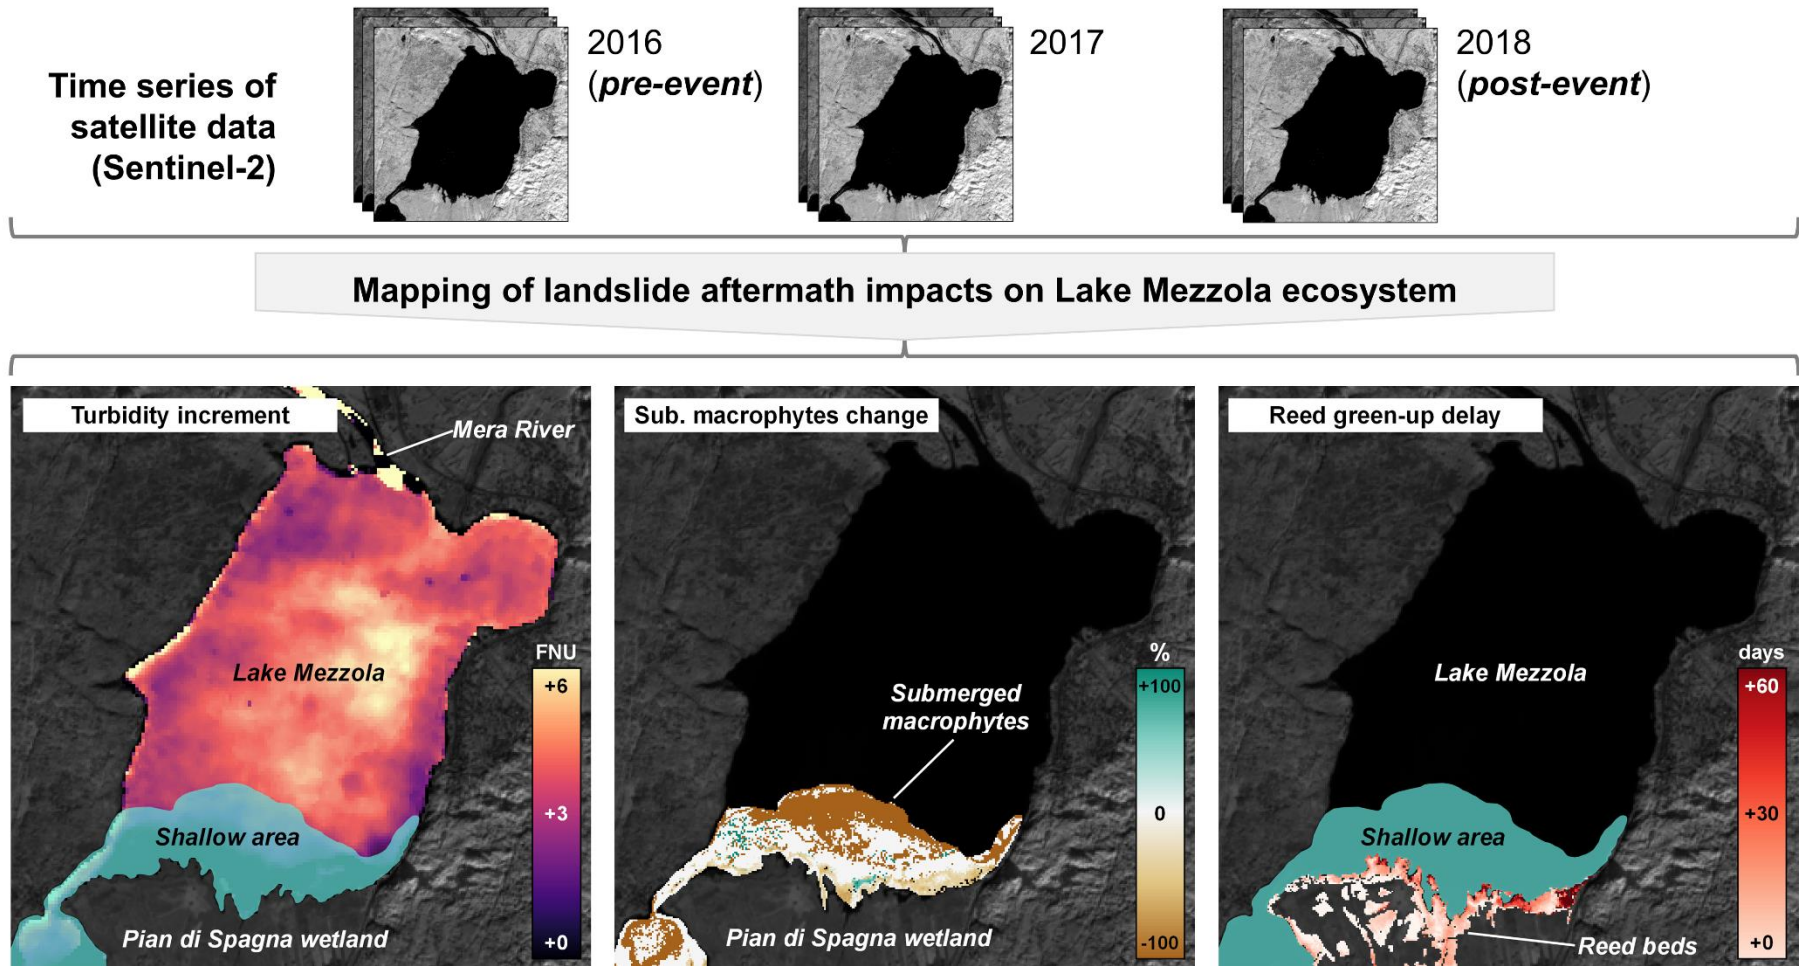 Time series of
satellite data
(Sentinel-2)
2016
(pre-event)
2017
2018
(post-event)
Mapping of landslide aftermath impacts on Lake Mezzola ecosystem
Turbidity increment
Mera River
Lake Mezzola
Shallow area
Pian di Spagna wetland
FNU
+6
+3
+0
Sub. macrophytes change
Submerged
macrophytes
Pian di Spagna wetland
%
+100
0
-100
Reed green-up delay
Lake Mezzola
Shallow area
Reed beds
days
+60
+30
+0